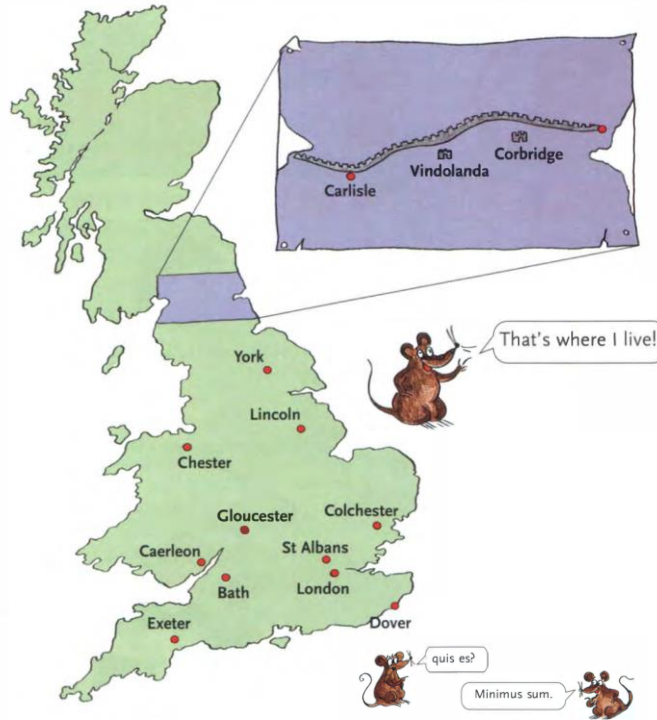 Carlisle
Vindolanda
Corbridge
That's where I live!
York
Lincoln
Chester
Gloucester
Colchester
Caerleon
St Albans
Bath
London
Exeter
Dover
quis es?
Minimus sum.